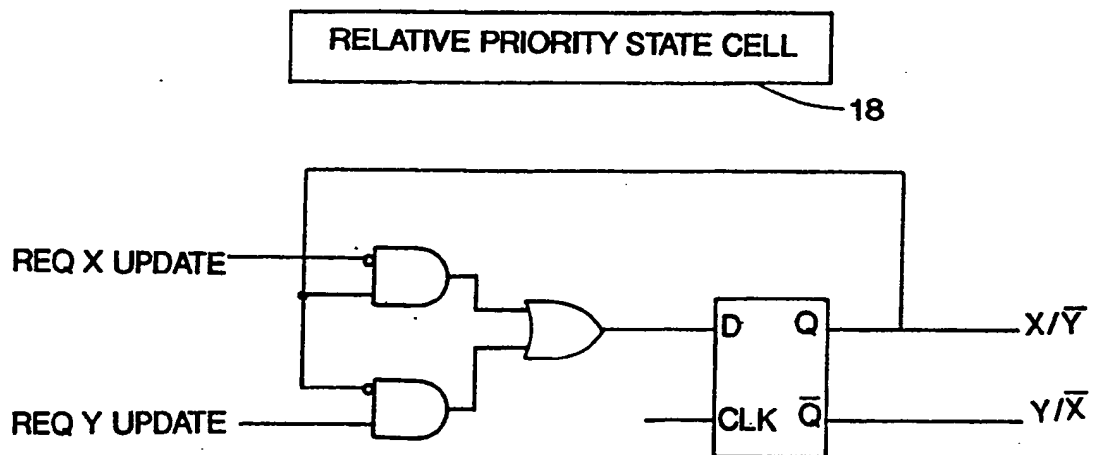 RELATIVE PRIORITY STATE CELL
18
REQ X UPDATE
D Q X/Y̅
REQ Y UPDATE
CLK Q̅ Y/X̅